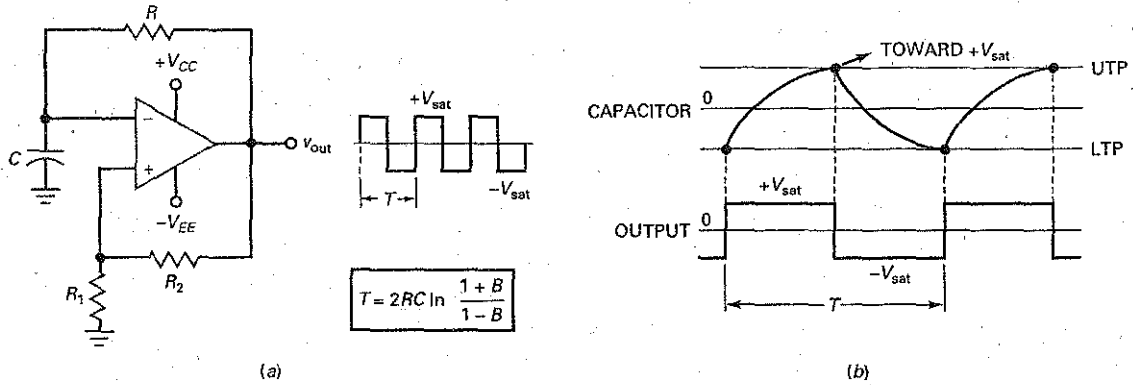 R
+V_CC
C
−
+
v_out
−V_EE
R_2
R_1
+V_sat
−V_sat
T
T = 2RC ln (1 + B)/(1 − B)
(a)
TOWARD +V_sat
UTP
CAPACITOR 0
LTP
+V_sat
OUTPUT 0
−V_sat
T
(b)